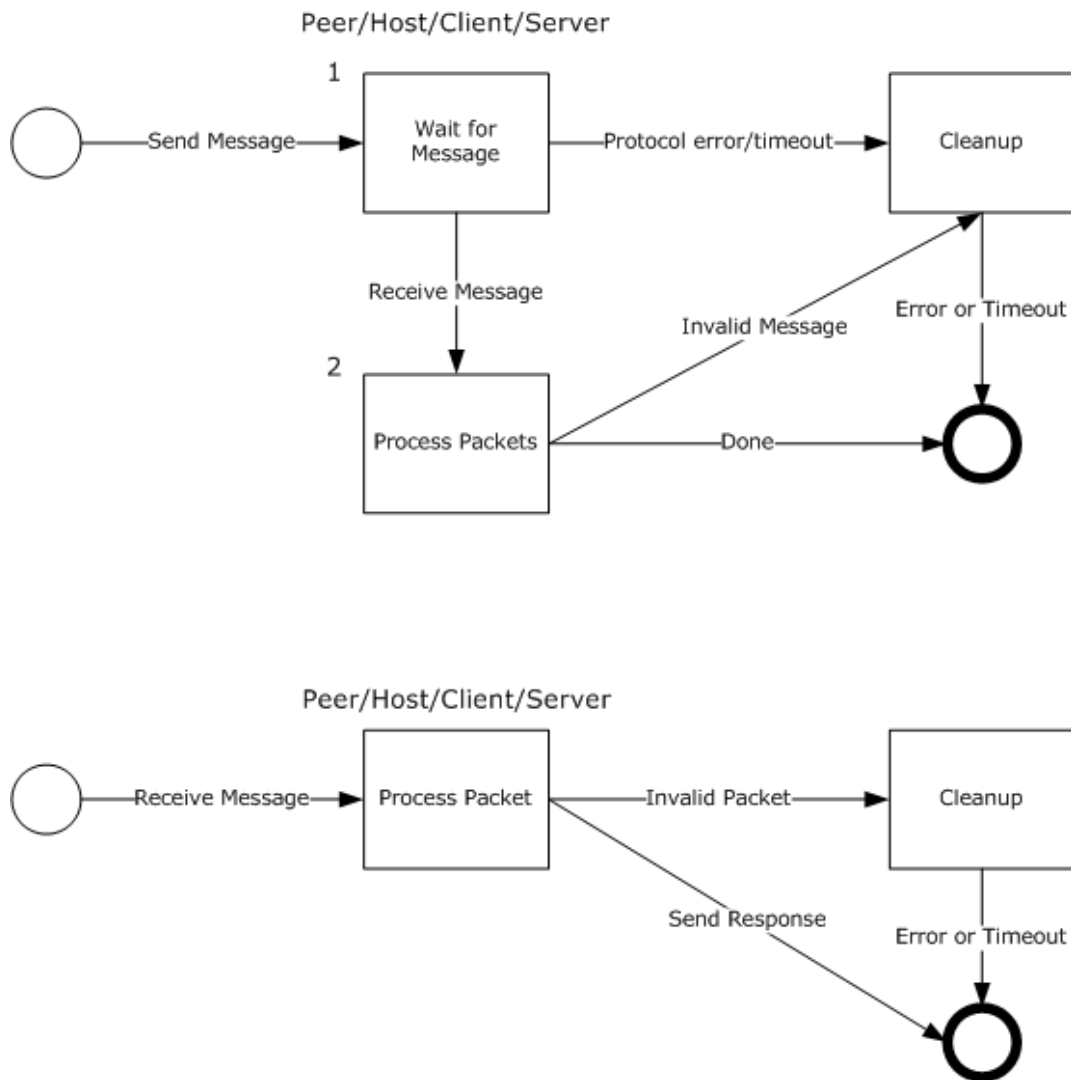 Peer/Host/Client/Server
1
Send Message
Wait for
Message
Protocol error/timeout
Cleanup
Receive Message
Invalid Message
Error or Timeout
2
Process Packets
Done
Peer/Host/Client/Server
Receive Message
Process Packet
Invalid Packet
Cleanup
Send Response
Error or Timeout